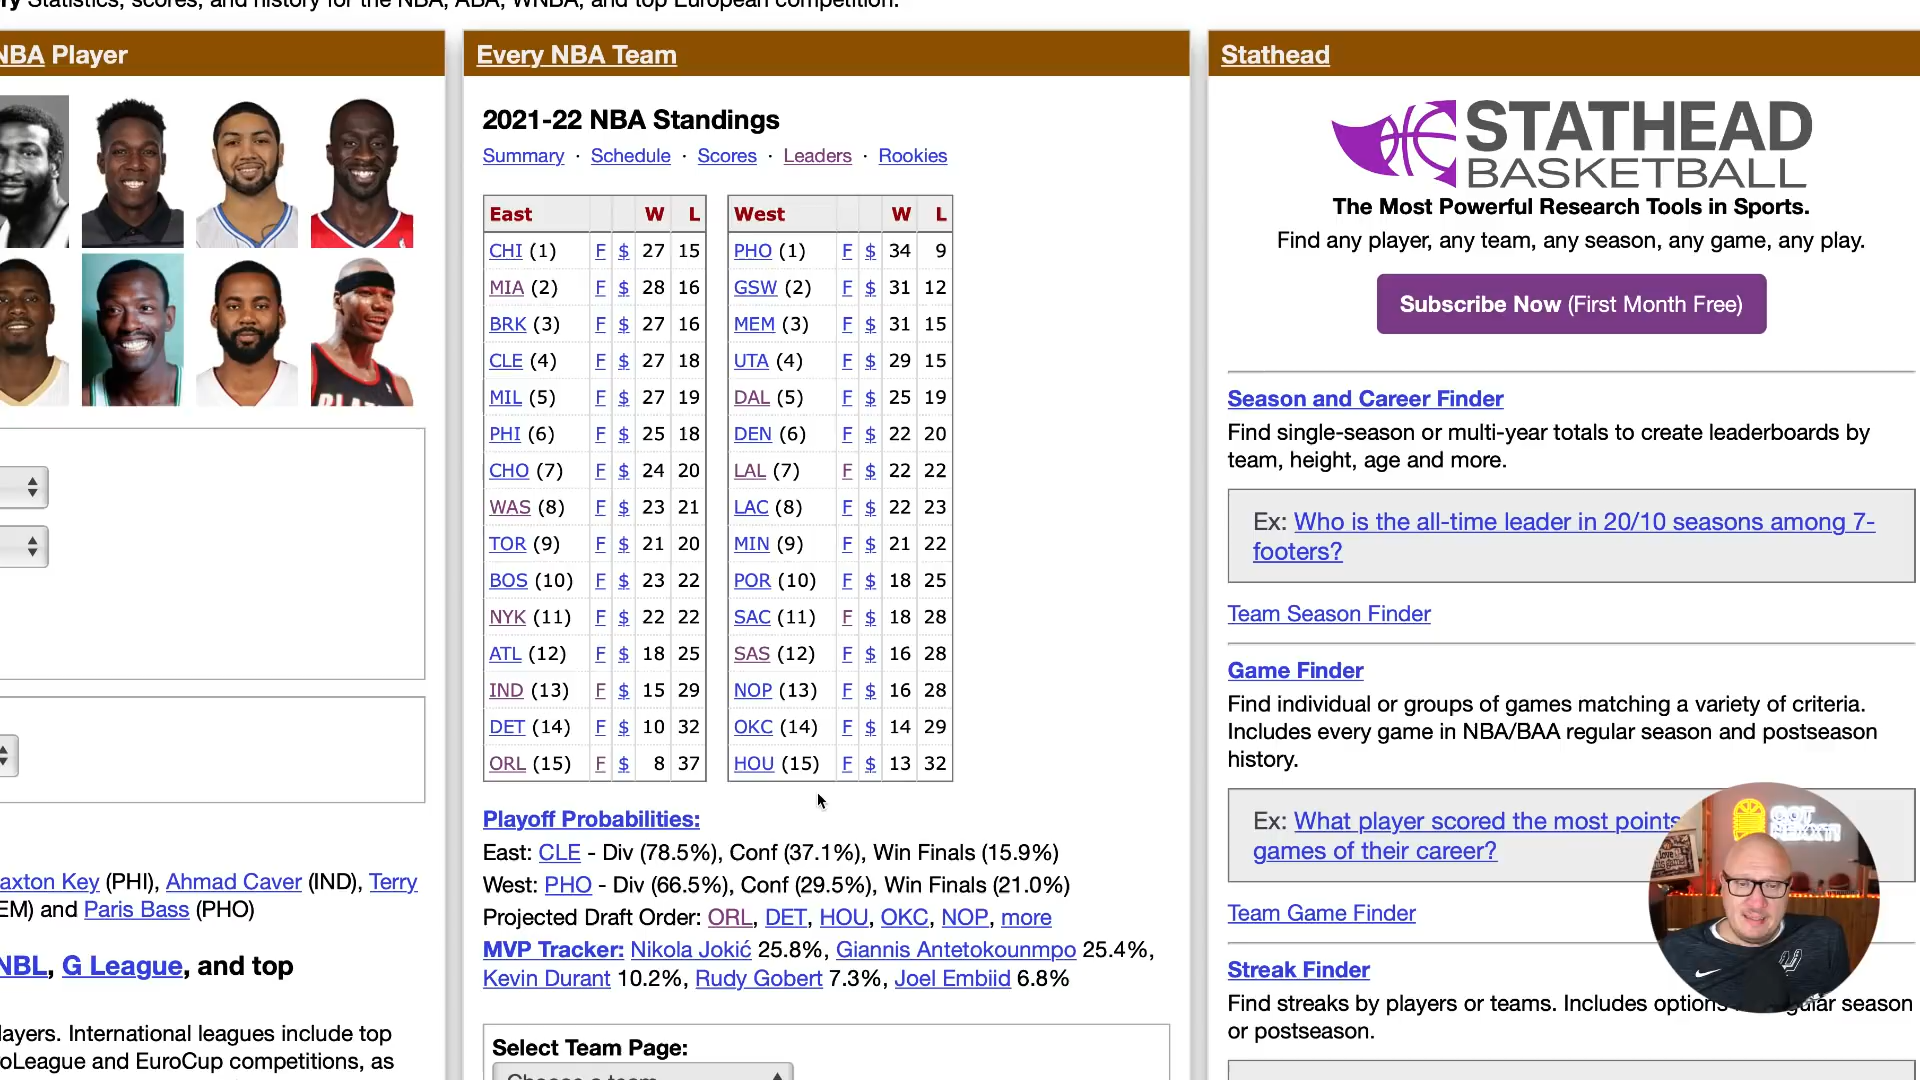 ry Statistics, scores, and history for the NBA, ABA, WNBA, and top European competition.
NBA Player
axton Key (PHI), Ahmad Caver (IND), Terry
EM) and Paris Bass (PHO)
NBL, G League, and top
layers. International leagues include top
oLeague and EuroCup competitions, as
Every NBA Team
2021-22 NBA Standings
Summary · Schedule · Scores · Leaders · Rookies
East W L
CHI (1) F $ 27 15
MIA (2) F $ 28 16
BRK (3) F $ 27 16
CLE (4) F $ 27 18
MIL (5) F $ 27 19
PHI (6) F $ 25 18
CHO (7) F $ 24 20
WAS (8) F $ 23 21
TOR (9) F $ 21 20
BOS (10) F $ 23 22
NYK (11) F $ 22 22
ATL (12) F $ 18 25
IND (13) F $ 15 29
DET (14) F $ 10 32
ORL (15) F $ 8 37
West W L
PHO (1) F $ 34 9
GSW (2) F $ 31 12
MEM (3) F $ 31 15
UTA (4) F $ 29 15
DAL (5) F $ 25 19
DEN (6) F $ 22 20
LAL (7) F $ 22 22
LAC (8) F $ 22 23
MIN (9) F $ 21 22
POR (10) F $ 18 25
SAC (11) F $ 18 28
SAS (12) F $ 16 28
NOP (13) F $ 16 28
OKC (14) F $ 14 29
HOU (15) F $ 13 32
Playoff Probabilities:
East: CLE - Div (78.5%), Conf (37.1%), Win Finals (15.9%)
West: PHO - Div (66.5%), Conf (29.5%), Win Finals (21.0%)
Projected Draft Order: ORL, DET, HOU, OKC, NOP, more
MVP Tracker: Nikola Jokić 25.8%, Giannis Antetokounmpo 25.4%,
Kevin Durant 10.2%, Rudy Gobert 7.3%, Joel Embiid 6.8%
Select Team Page:
Choose a team
Stathead
STATHEAD
BASKETBALL
The Most Powerful Research Tools in Sports.
Find any player, any team, any season, any game, any play.
Subscribe Now (First Month Free)
Season and Career Finder
Find single-season or multi-year totals to create leaderboards by
team, height, age and more.
Ex: Who is the all-time leader in 20/10 seasons among 7-
footers?
Team Season Finder
Game Finder
Find individual or groups of games matching a variety of criteria.
Includes every game in NBA/BAA regular season and postseason
history.
Ex: What player scored the most points
games of their career?
Team Game Finder
Streak Finder
Find streaks by players or teams. Includes options ular season
or postseason.